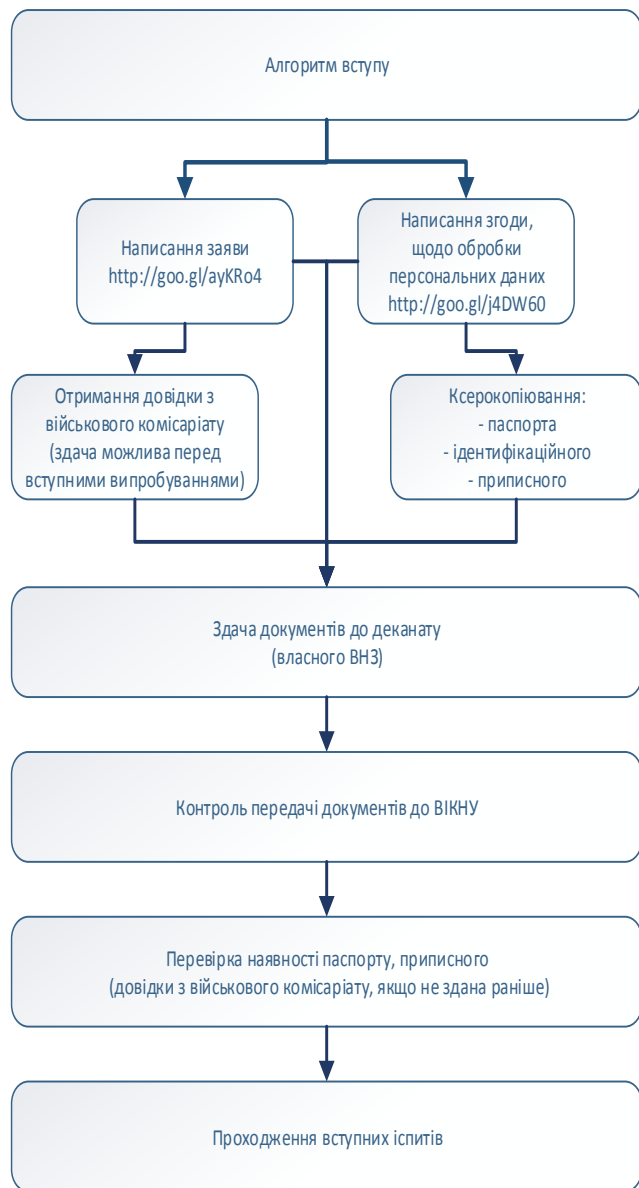 Алгоритм вступу
Написання заяви
http://goo.gl/ayKRo4
Написання згоди,
щодо обробки
персональних даних
http://goo.gl/j4DW60
Отримання довідки з
військового комісаріату
(здача можлива перед
вступними випробуваннями)
Ксерокопіювання:
- паспорта
- ідентифікаційного
- приписного
Здача документів до деканату
(власного ВНЗ)
Контроль передачі документів до ВІКНУ
Перевірка наявності паспорту, приписного
(довідки з військового комісаріату, якщо не здана раніше)
Проходження вступних іспитів